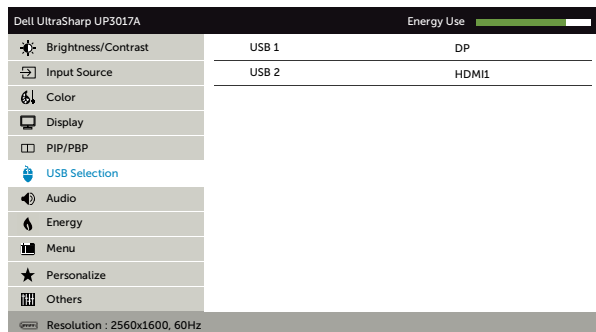 Dell UltraSharp UP3017A Energy Use
Brightness/Contrast USB 1 DP
Input Source USB 2 HDMI1
Color
Display
PIP/PBP
USB Selection
Audio
Energy
Menu
Personalize
Others
Resolution : 2560x1600, 60Hz